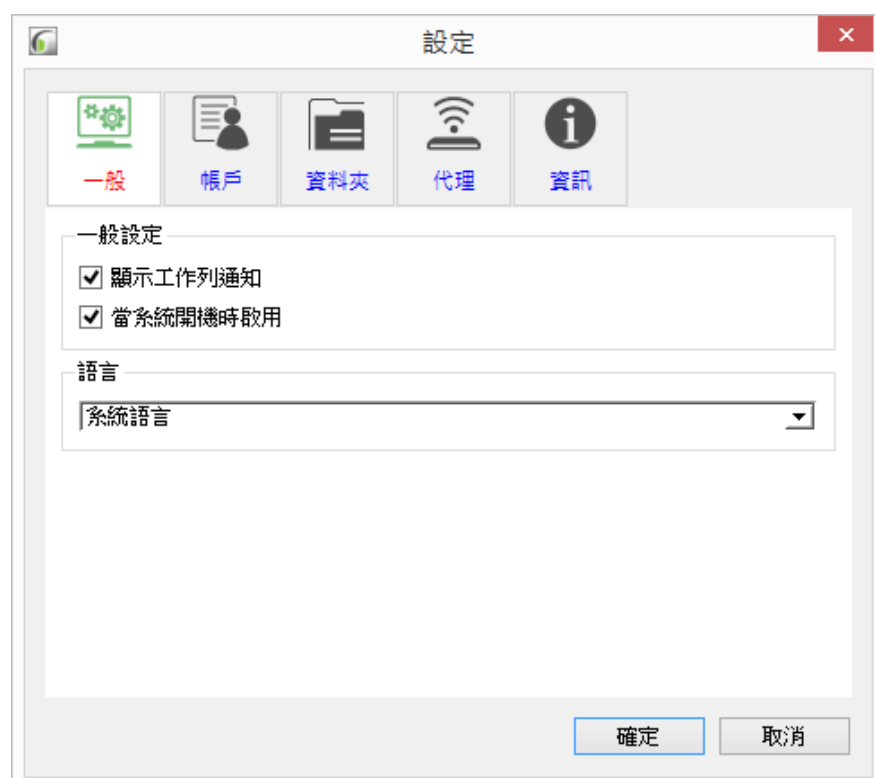 設定
一般 帳戶 資料夾 代理 資訊
一般設定
顯示工作列通知
當系統開機時啟用
語言
系統語言
確定 取消